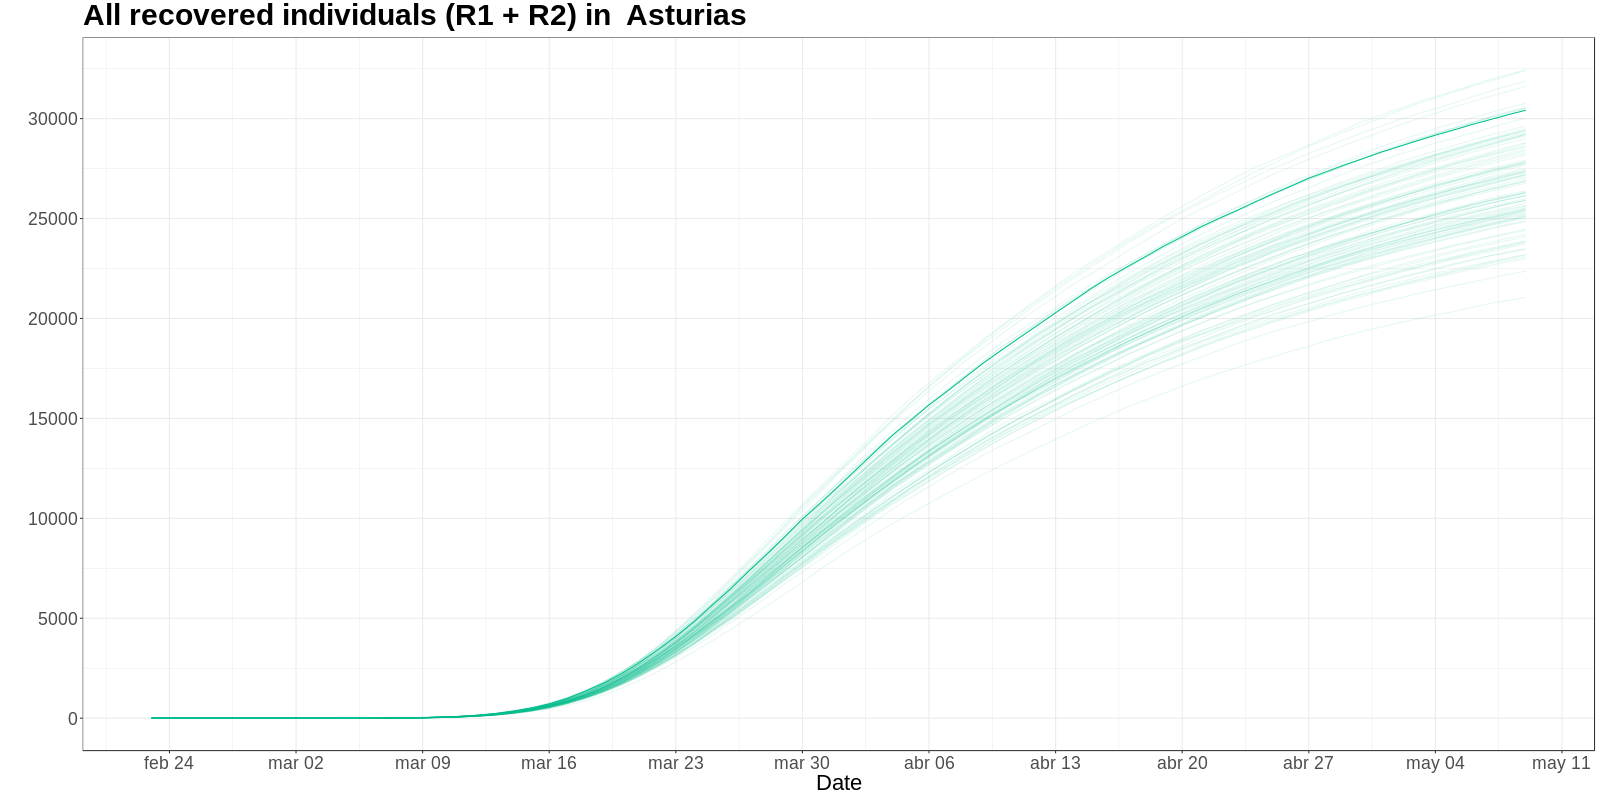 All recovered individuals (R1 + R2) in  Asturias
30000
25000
20000
15000
10000
5000
0
feb 24 mar 02 mar 09 mar 16 mar 23 mar 30 abr 06 abr 13 abr 20 abr 27 may 04 may 11
Date